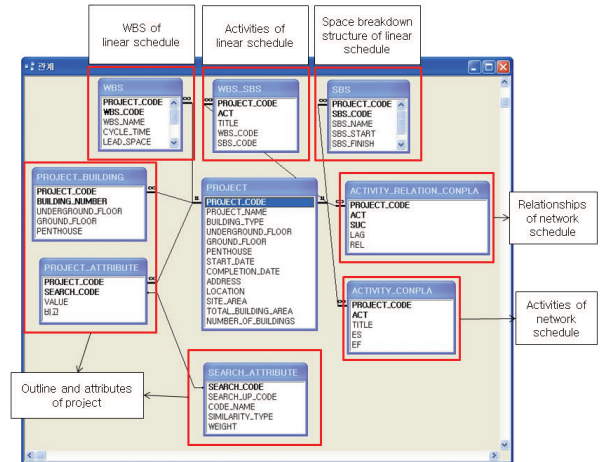 WBS of
linear schedule
Activities of
linear schedule
Space breakdown
structure of linear
schedule
관계
WBS
PROJECT_CODE
WBS_CODE
WBS_NAME
CYCLE_TIME
LEAD_SPACE
WBS_SBS
PROJECT_CODE
ACT
TITLE
WBS_CODE
SBS_CODE
SBS
PROJECT_CODE
SBS_CODE
SBS_NAME
SBS_START
SBS_FINISH
PROJECT_BUILDING
PROJECT_CODE
BUILDING_NUMBER
UNDERGROUND_FLOOR
GROUND_FLOOR
PENTHOUSE
PROJECT
PROJECT_CODE
PROJECT_NAME
BUILDING_TYPE
UNDERGROUND_FLOOR
GROUND_FLOOR
PENTHOUSE
START_DATE
COMPLETION_DATE
ADDRESS
LOCATION
SITE_AREA
TOTAL_BUILDING_AREA
NUMBER_OF_BUILDINGS
ACTIVITY_RELATION_CONPLA
PROJECT_CODE
ACT
SUC
LAG
REL
Relationships
of network
schedule
PROJECT_ATTRIBUTE
PROJECT_CODE
SEARCH_CODE
VALUE
비고
ACTIVITY_CONPLA
PROJECT_CODE
ACT
TITLE
ES
EF
Activities of
network
schedule
Outline and attributes
of project
SEARCH_ATTRIBUTE
SEARCH_CODE
SEARCH_UP_CODE
CODE_NAME
SIMILARITY_TYPE
WEIGHT